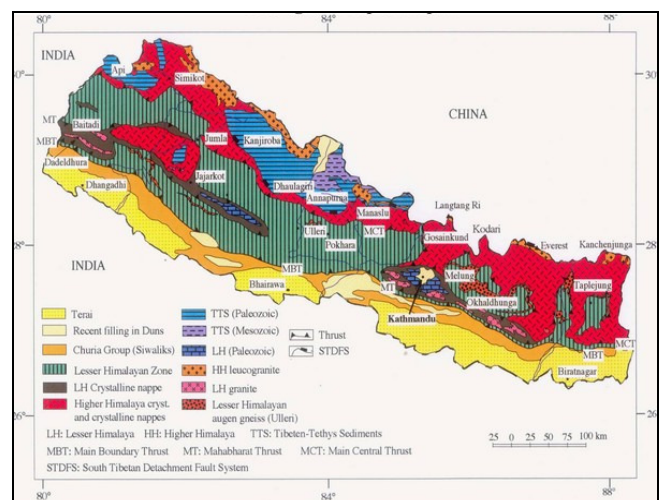 80°
84°
88°
INDIA
30°
30
Api
Simikot
CHINA
MT
Baitadi
MBT
Jumla
Kanjiroba
Dadeldhura
Jajarkot
Dhangadhi
Dhaulagiri
Annapurna
Langtang Ri
Manaslu
Ulleri
MCT
Gosainkund
Kodari
28°
Pokhara
Everest
Kanchenjunga
28°
INDIA
MBT
MT
Melung
Taplejung
Bhairawa
Okhaldhunga
Kathmandu
MCT
MBT
Biratnagar
Terai
Recent filling in Duns
Churia Group (Siwaliks)
Lesser Himalayan Zone
LH Crystalline nappe
Higher Himalaya cryst.
and crystalline nappes
TTS (Paleozoic)
TTS (Mesozoic)
LH (Paleozoic)
HH leucogranite
LH granite
Lesser Himalayan
augen gneiss (Ulleri)
Thrust
STDFS
LH: Lesser Himalaya HH: Higher Himalaya TTS: Tibeten-Tethys Sediments
MBT: Main Boundary Thrust MT: Mahabharat Thrust MCT: Main Central Thrust
STDFS: South Tibetan Detachment Fault System
25 0 25 50 75 100 km
80°
84°
88°